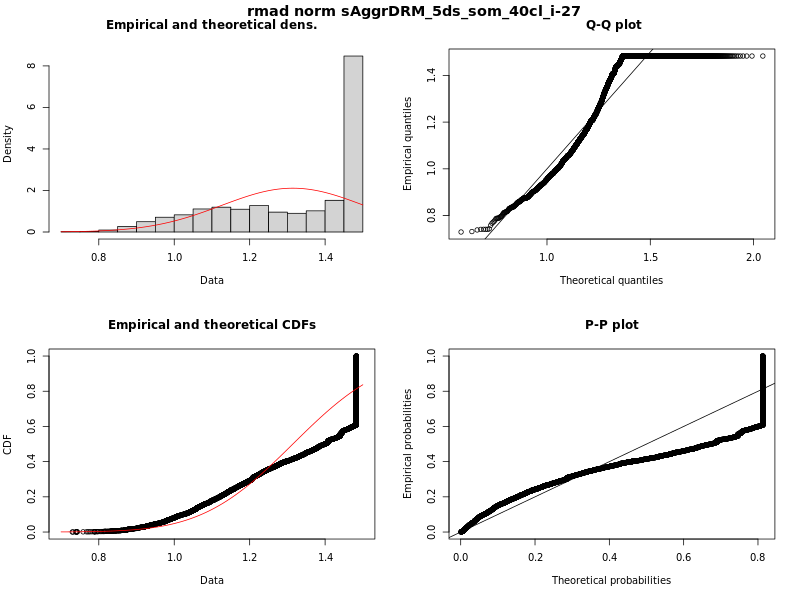 rmad norm sAggrDRM_5ds_som_40cl_i-27
Empirical and theoretical dens.
Density
0 2 4 6 8
0.8 1.0 1.2 1.4
Data
Q-Q plot
Empirical quantiles
0.8 1.0 1.2 1.4
1.0 1.5 2.0
Theoretical quantiles
Empirical and theoretical CDFs
CDF
0.0 0.2 0.4 0.6 0.8 1.0
0.8 1.0 1.2 1.4
Data
P-P plot
Empirical probabilities
0.0 0.2 0.4 0.6 0.8 1.0
0.0 0.2 0.4 0.6 0.8
Theoretical probabilities